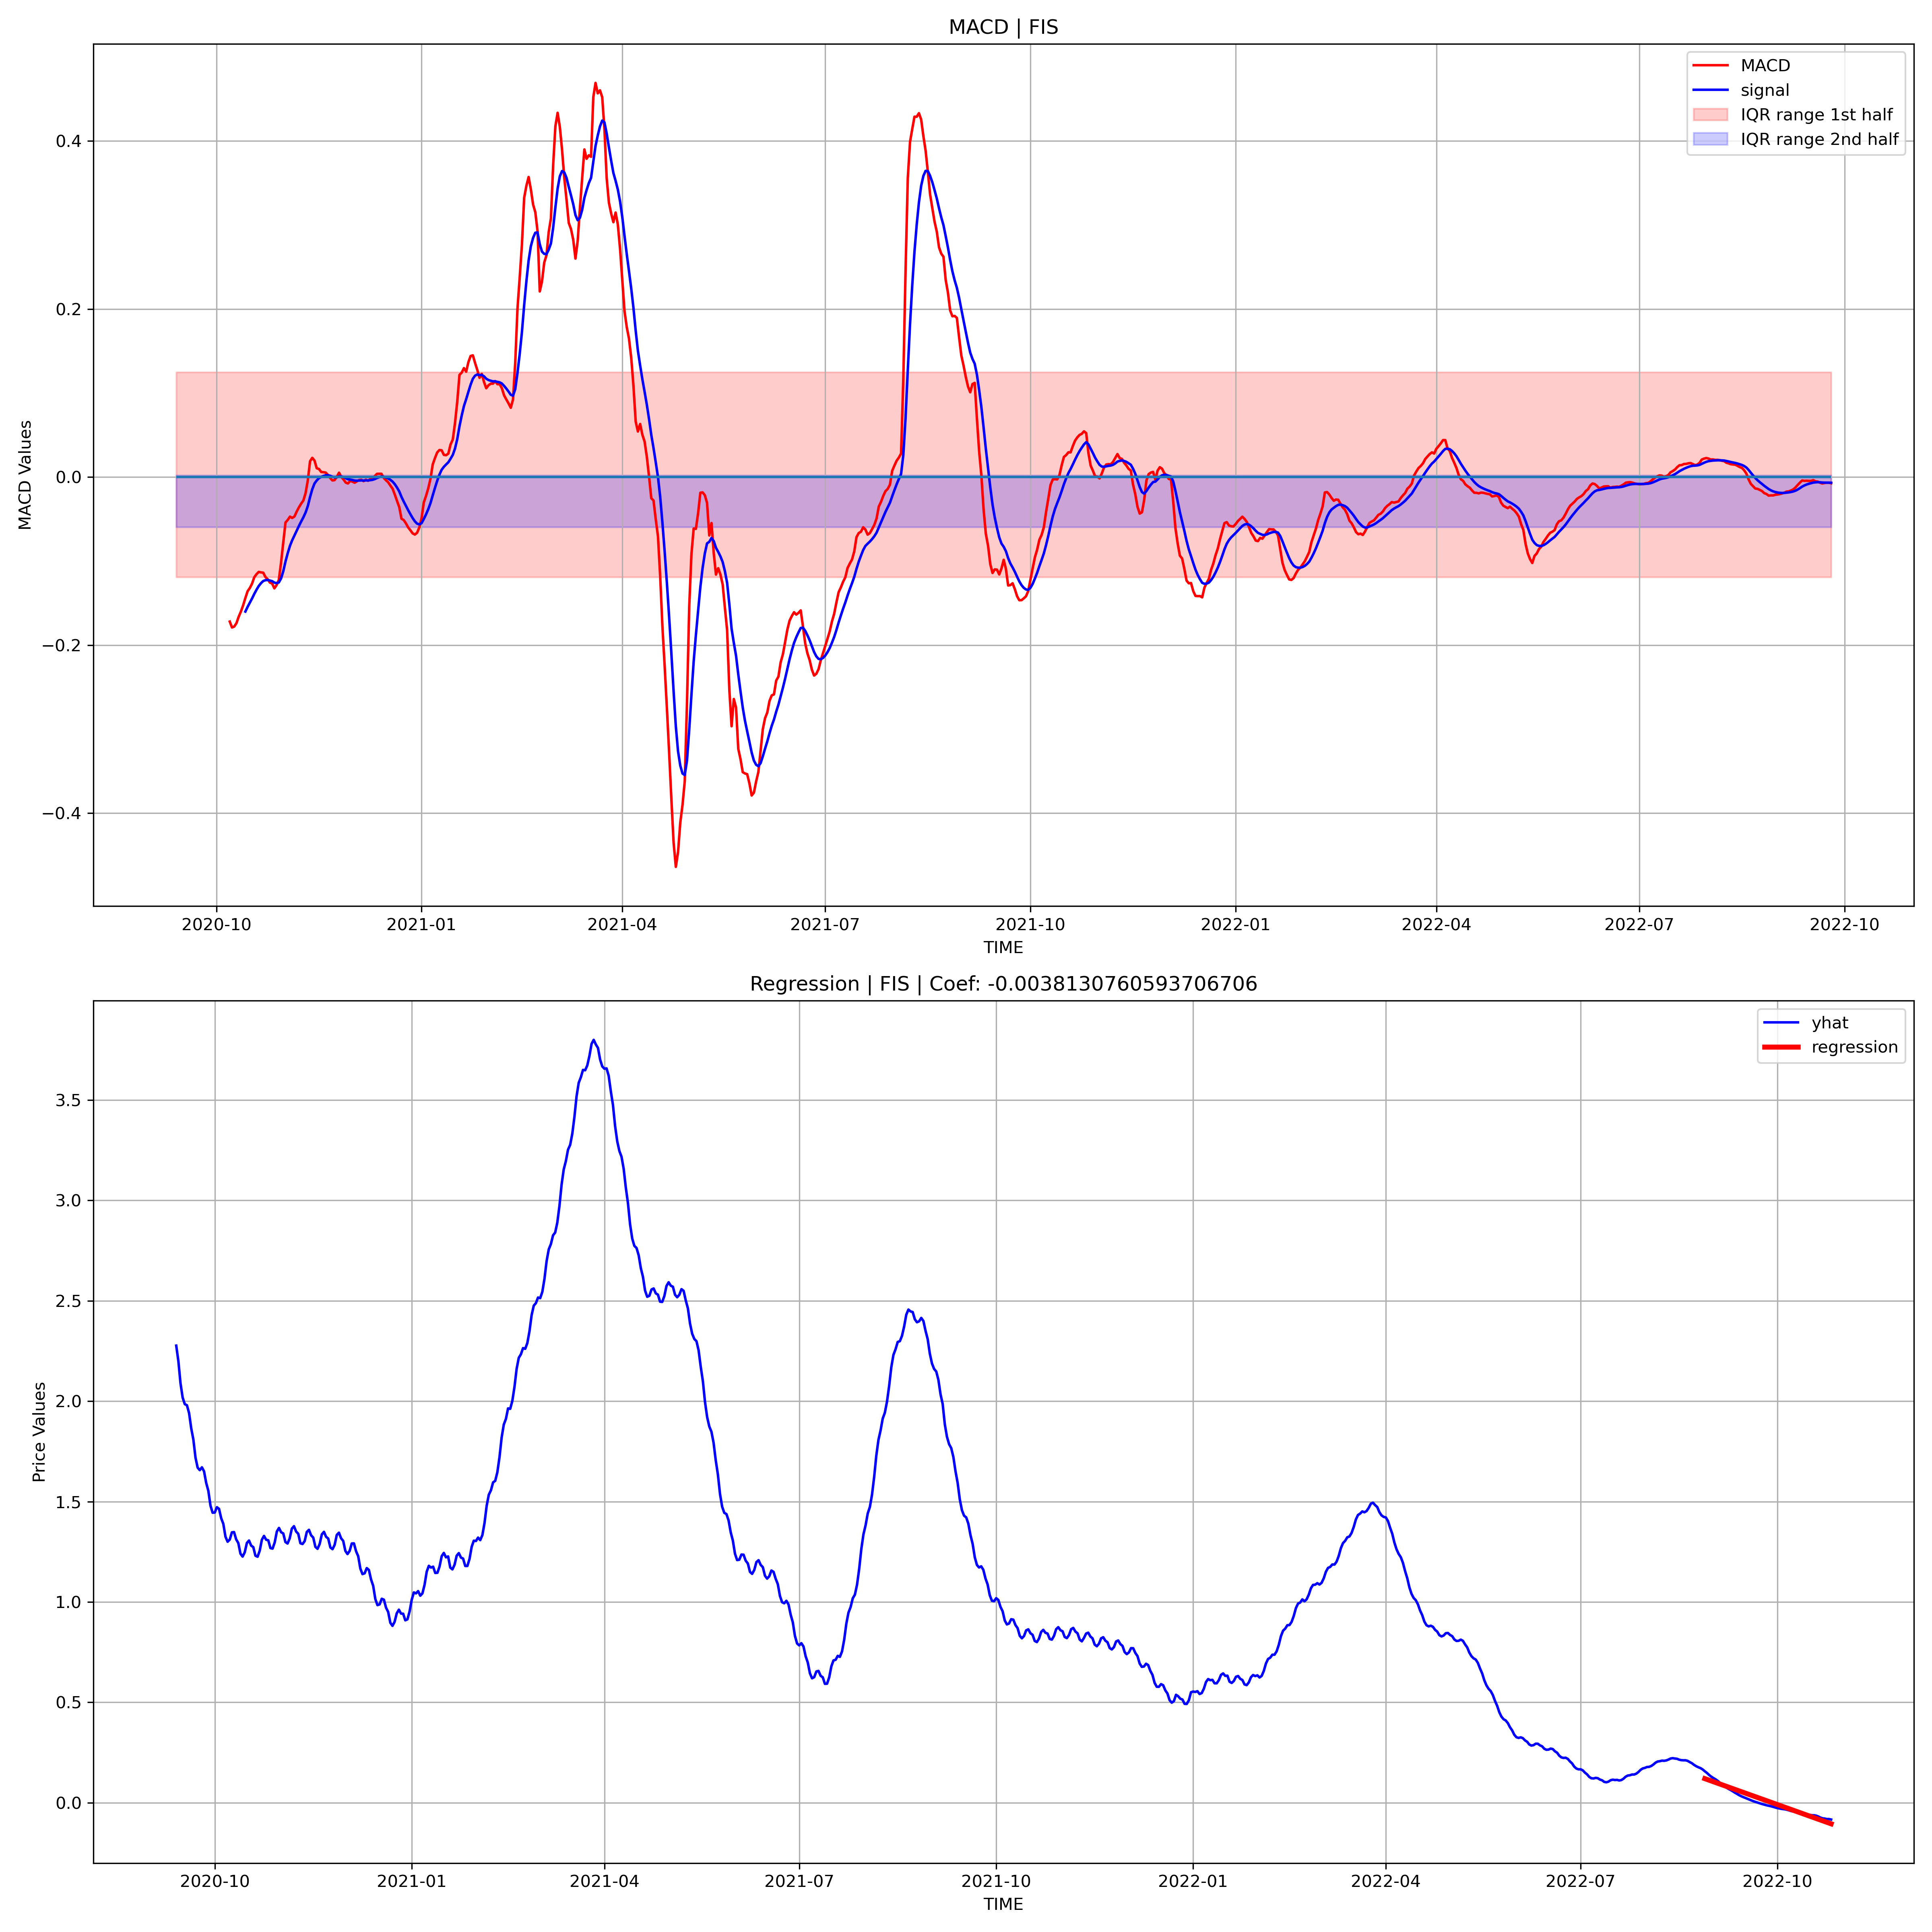 MACD | FIS
MACD
signal
IQR range 1st half
IQR range 2nd half
0.4
0.2
0.0
−0.2
−0.4
MACD Values
2020-10 2021-01 2021-04 2021-07 2021-10 2022-01 2022-04 2022-07 2022-10
TIME
Regression | FIS | Coef: -0.0038130760593706706
yhat
regression
3.5
3.0
2.5
2.0
1.5
1.0
0.5
0.0
Price Values
2020-10 2021-01 2021-04 2021-07 2021-10 2022-01 2022-04 2022-07 2022-10
TIME